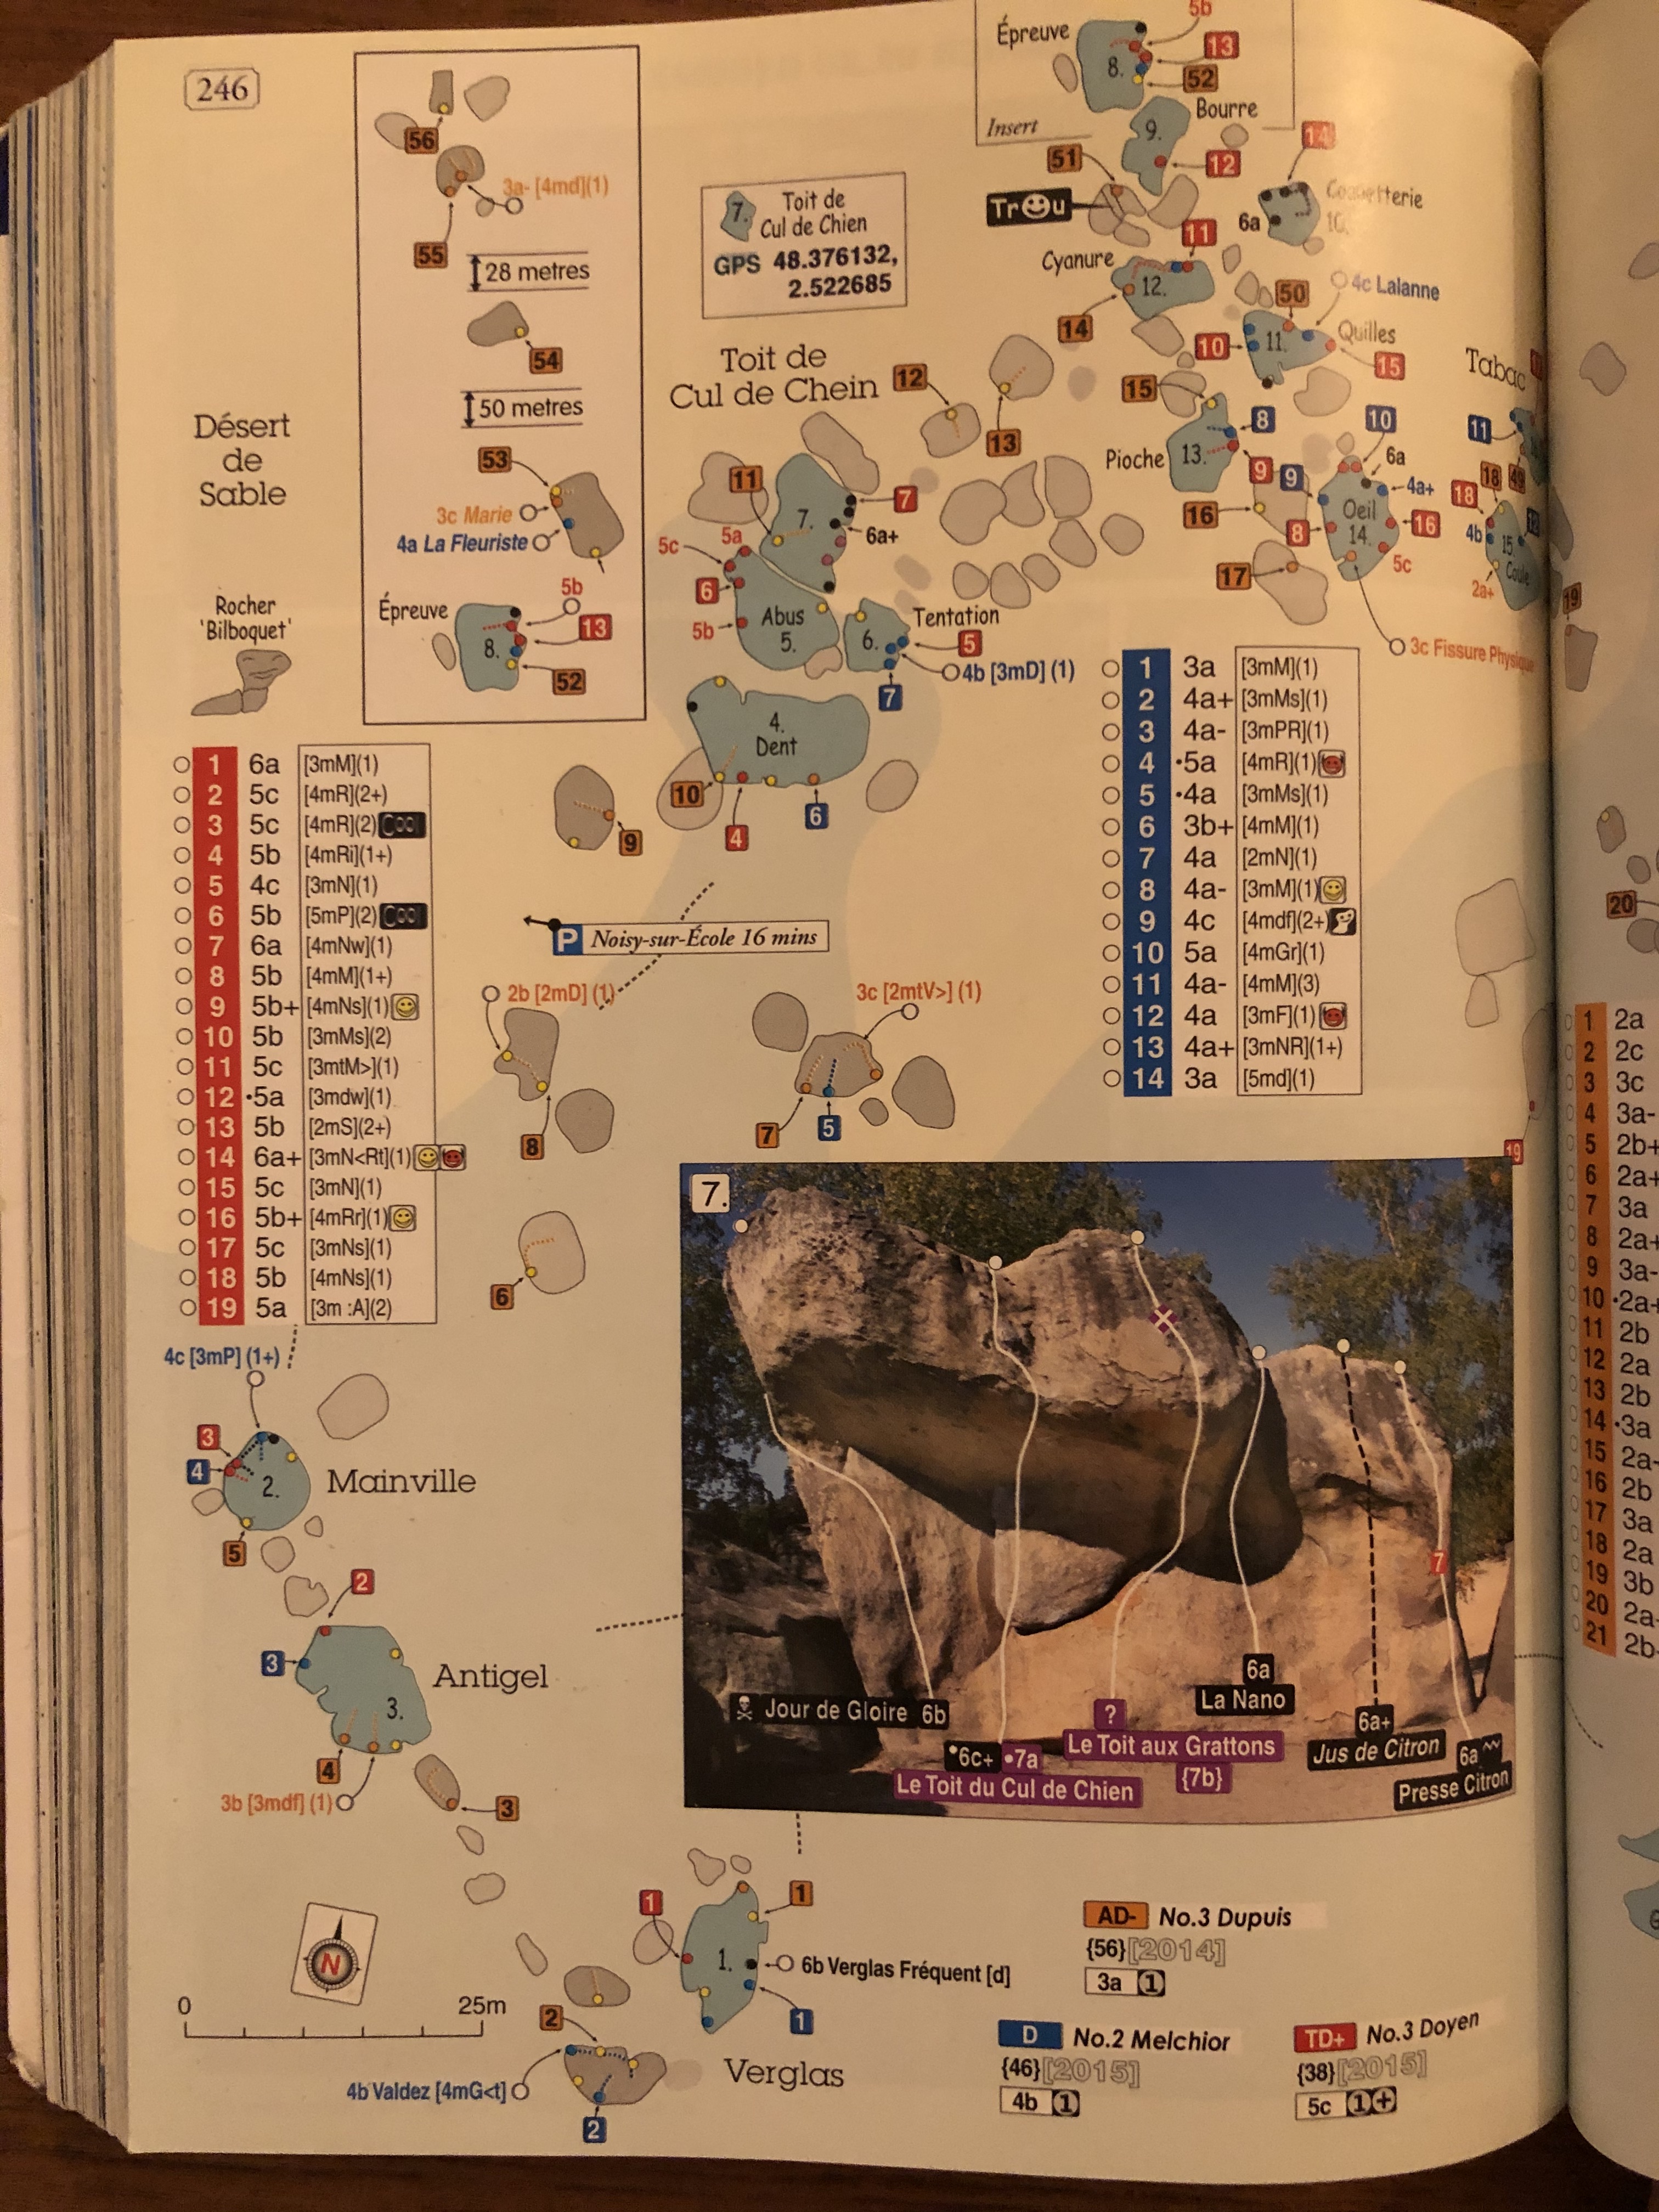 246
56
3a- [4md](1)
55
28 metres
54
50 metres
53
3c Marie
4a La Fleuriste
5b
Épreuve
13
8.
52
Désert
de
Sable
Rocher
'Bilboquet'
7.
Toit de
Cul de Chien
GPS 48.376132,
2.522685
5b
Épreuve
13
8.
52
Bourre
Insert
9.
51
12
14
Tr u
6a
10.
11
Cyanure
12.
14
50
4c Lalanne
Quilles
10
11.
15
Tabac
Toit de
Cul de Chein
12
13
15
8
10
11
Pioche
13.
9
9
6a
4a+
18
49
18
16
Oeil
14.
8
16
4b
15.
Coule
12
5c
2a+
17
3c Fissure Physique
19
11
7
7.
5a
6a+
5c
6
Abus
5.
5b
Tentation
6.
5
4b [3mD] (1)
7
4.
Dent
10
4
6
9
1 6a [3mM](1)
2 5c [4mR](2+)
3 5c [4mR](2) Cool
4 5b [4mRi](1+)
5 4c [3mN](1)
6 5b [5mP](2) Cool
7 6a [4mNw](1)
8 5b [4mM](1+)
9 5b+ [4mNs](1)
10 5b [3mMs](2)
11 5c [3mtM>](1)
12 •5a [3mdw](1)
13 5b [2mS](2+)
14 6a+ [3mN<Rt](1)
15 5c [3mN](1)
16 5b+ [4mRr](1)
17 5c [3mNs](1)
18 5b [4mNs](1)
19 5a [3m :A](2)
1 3a [3mM](1)
2 4a+ [3mMs](1)
3 4a- [3mPR](1)
4 •5a [4mR](1)
5 •4a [3mMs](1)
6 3b+ [4mM](1)
7 4a [2mN](1)
8 4a- [3mM](1)
9 4c [4mdf](2+)
10 5a [4mGr](1)
11 4a- [4mM](3)
12 4a [3mF](1)
13 4a+ [3mNR](1+)
14 3a [5md](1)
P Noisy-sur-École 16 mins
2b [2mD] (1)
8
3c [2mtV>] (1)
7
5
6
19
20
4c [3mP] (1+)
3
4
2.
Mainville
5
2
3
Antigel
3.
4
3b [3mdf] (1)
3
7.
7
Jour de Gloire 6b
•6c+ •7a
Le Toit du Cul de Chien
?
Le Toit aux Grattons
{7b}
6a
La Nano
6a+
Jus de Citron
6a
Presse Citron
1
1
1.
6b Verglas Fréquent [d]
1
2
Verglas
4b Valdez [4mG<t]
2
N
0
25m
AD- No.3 Dupuis
{56}[2014]
3a 1
D No.2 Melchior
{46}[2015]
4b 1
TD+ No.3 Doyen
{38}[2015]
5c 1+
1 2a
2 2c
3 3c
4 3a-
5 2b+
6 2a+
7 3a
8 2a+
9 3a-
10 •2a+
11 2b
12 2a
13 2b
14 •3a
15 2a-
16 2b
17 3a
18 2a
19 3b
20 2a-
21 2b-